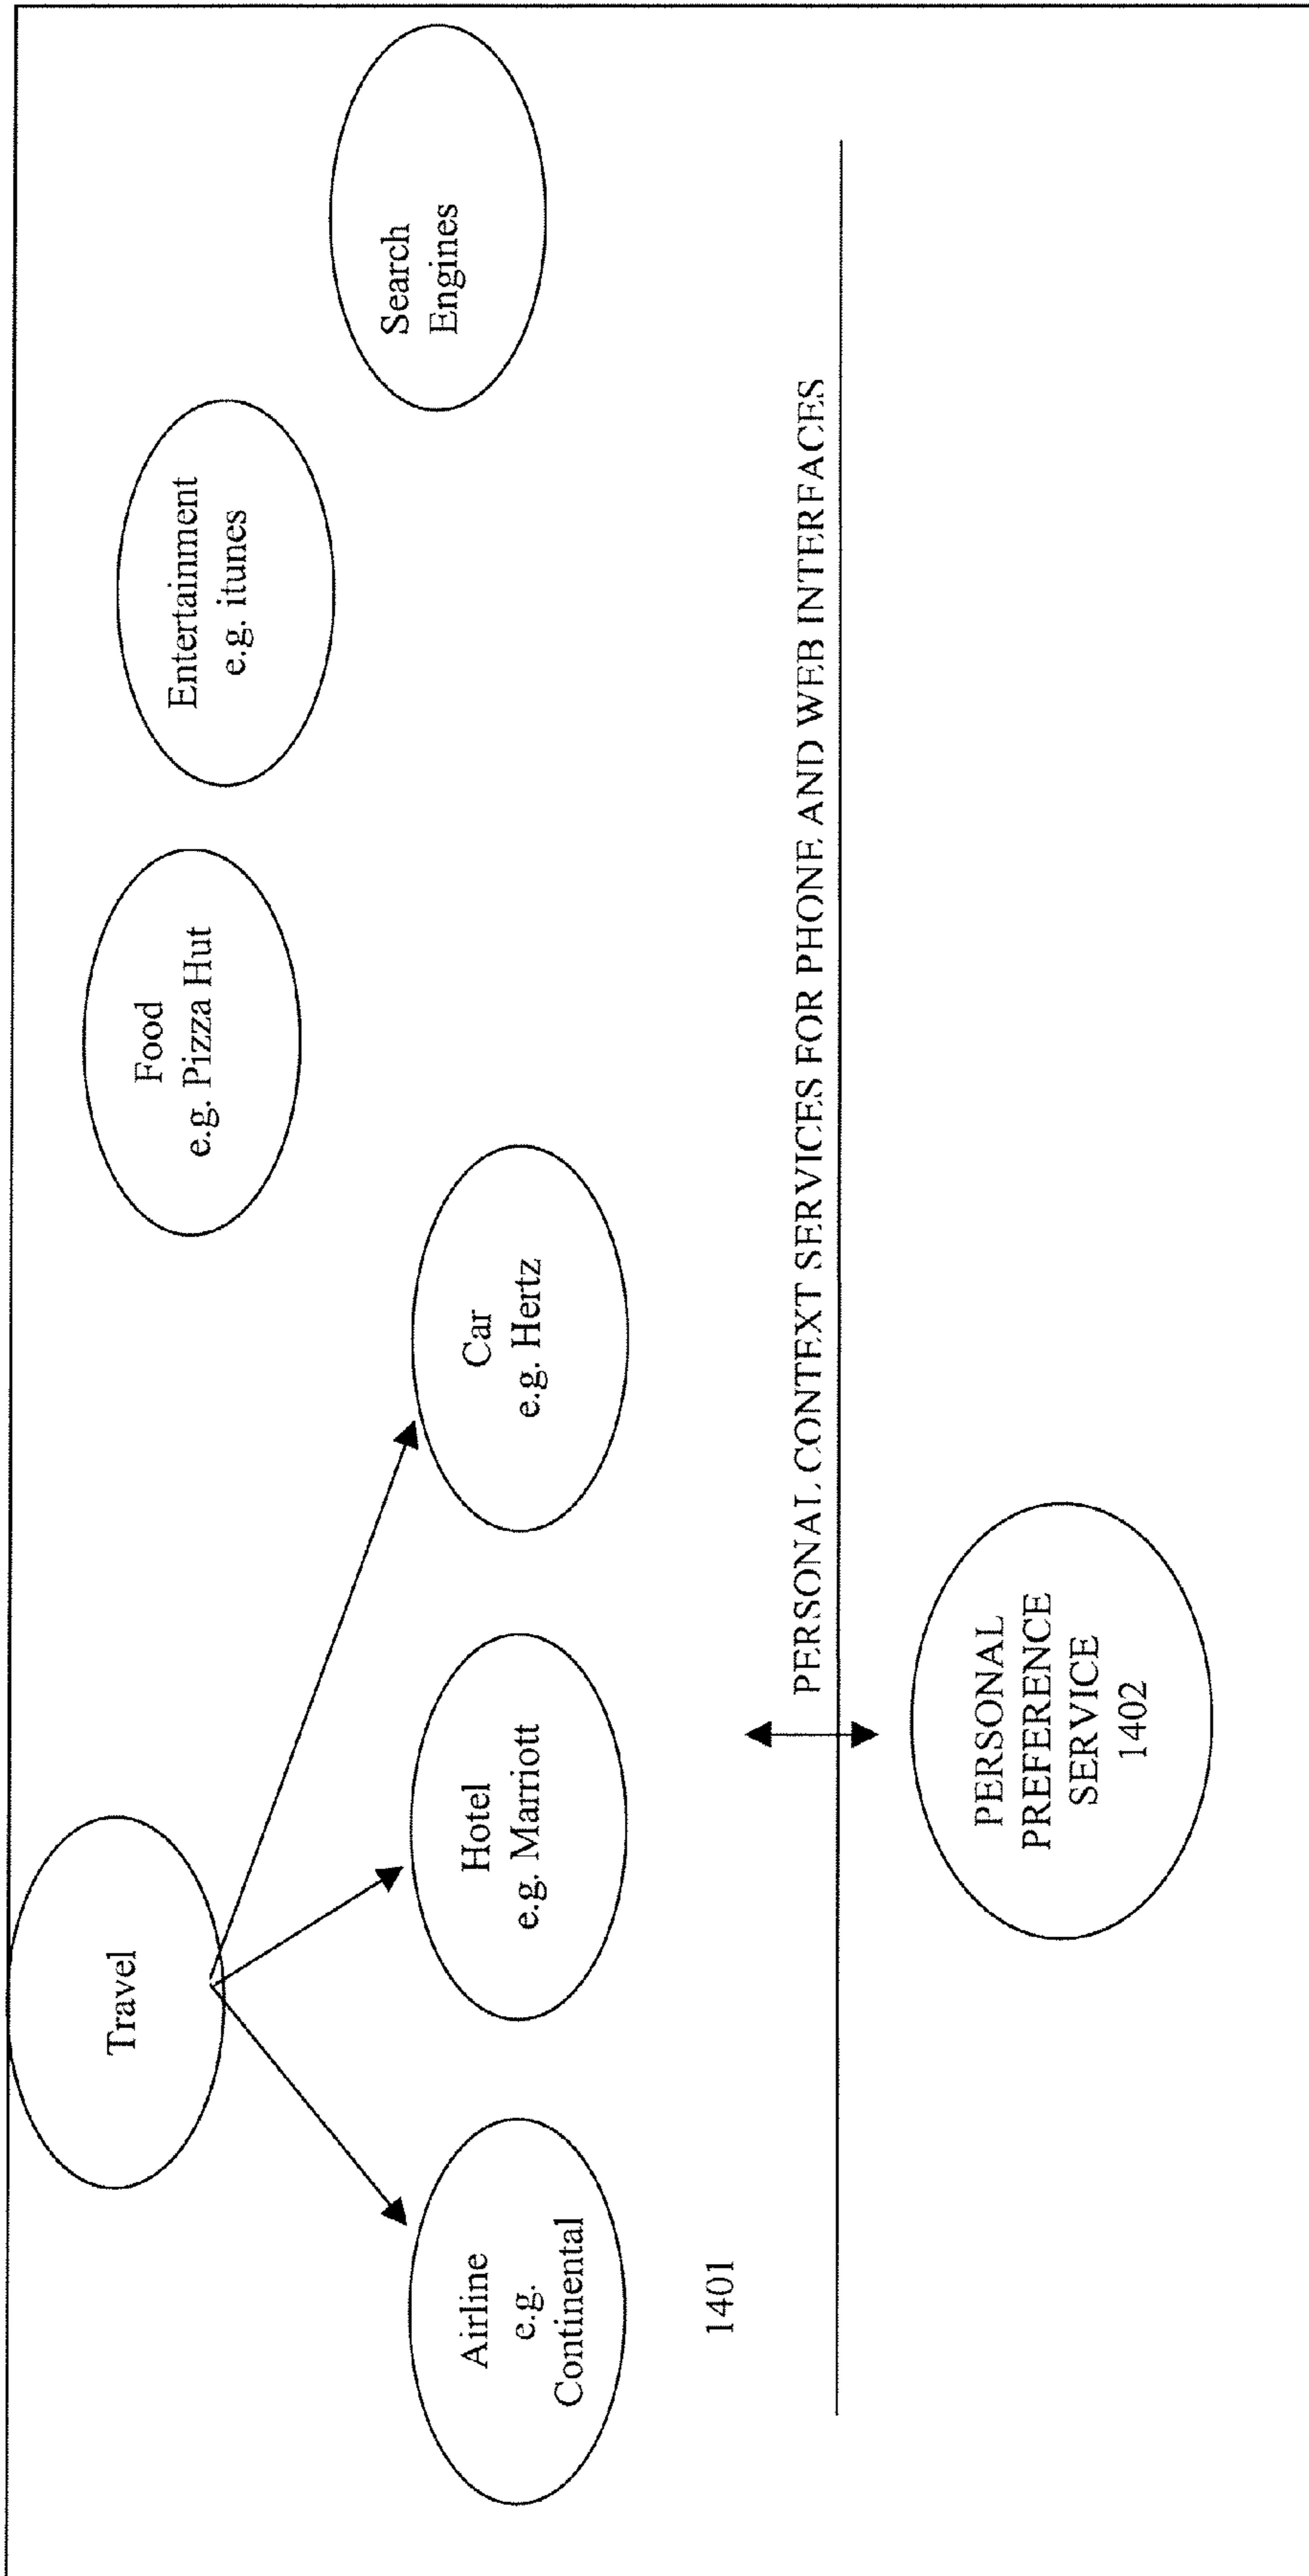 Travel
Food
e.g. Pizza Hut
Entertainment
e.g. itunes
Search
Engines
Airline
e.g.
Continental
Hotel
e.g. Marriott
Car
e.g. Hertz
1401
PERSONAL CONTEXT SERVICES FOR PHONE AND WEB INTERFACES
PERSONAL
PREFERENCE
SERVICE
1402